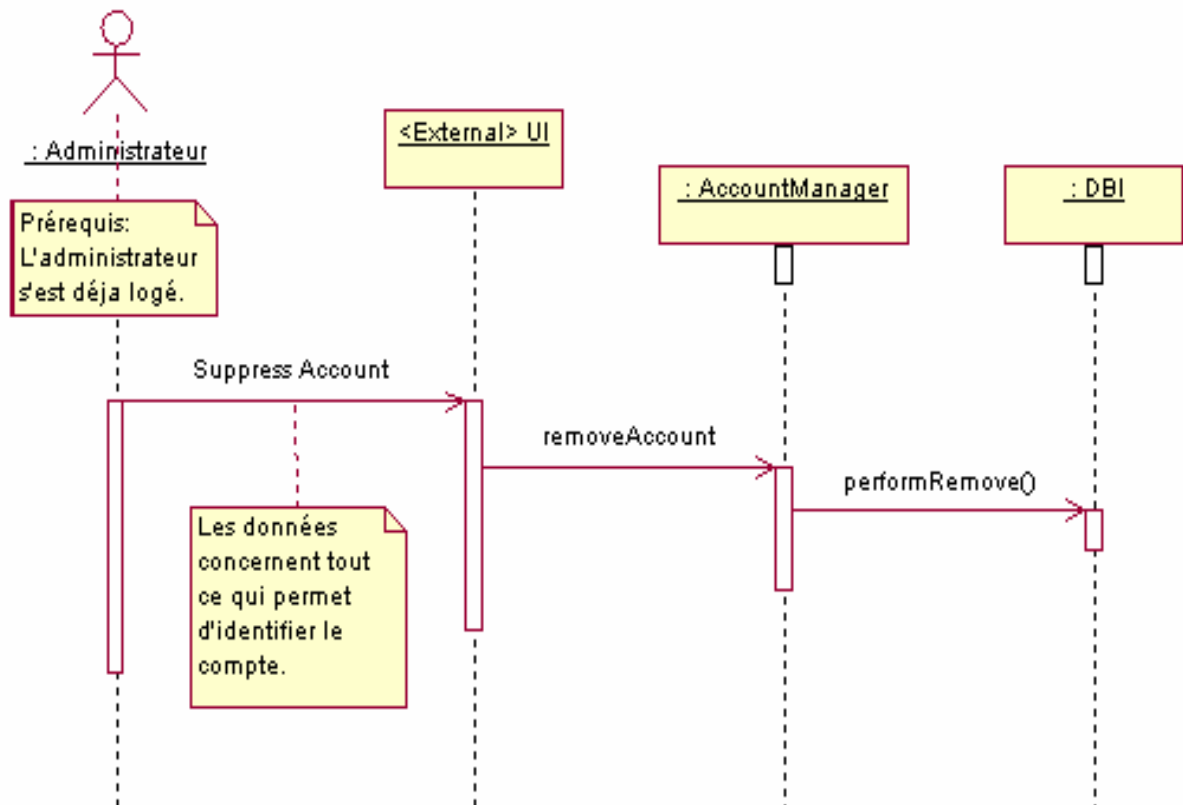 : Administrateur
<External> UI
: AccountManager
: DBI
Prérequis:
L'administrateur
s'est déja logé.
Suppress Account
removeAccount
performRemove()
Les données
concernent tout
ce qui permet
d'identifier le
compte.